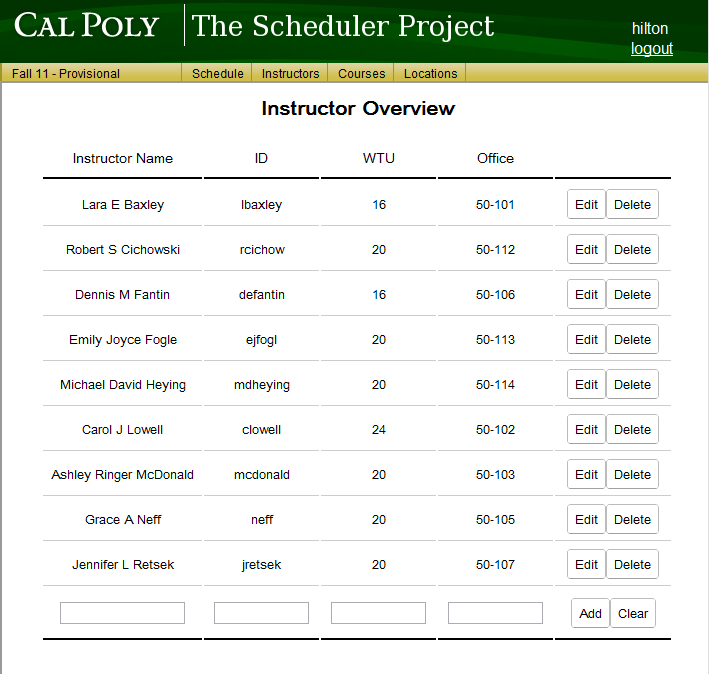 CAL POLY The Scheduler Project
hilton
logout
Fall 11 - Provisional Schedule Instructors Courses Locations
Instructor Overview
Instructor Name ID WTU Office
Lara E Baxley lbaxley 16 50-101 Edit Delete
Robert S Cichowski rcichow 20 50-112 Edit Delete
Dennis M Fantin defantin 16 50-106 Edit Delete
Emily Joyce Fogle ejfogl 20 50-113 Edit Delete
Michael David Heying mdheying 20 50-114 Edit Delete
Carol J Lowell clowell 24 50-102 Edit Delete
Ashley Ringer McDonald mcdonald 20 50-103 Edit Delete
Grace A Neff neff 20 50-105 Edit Delete
Jennifer L Retsek jretsek 20 50-107 Edit Delete
Add Clear